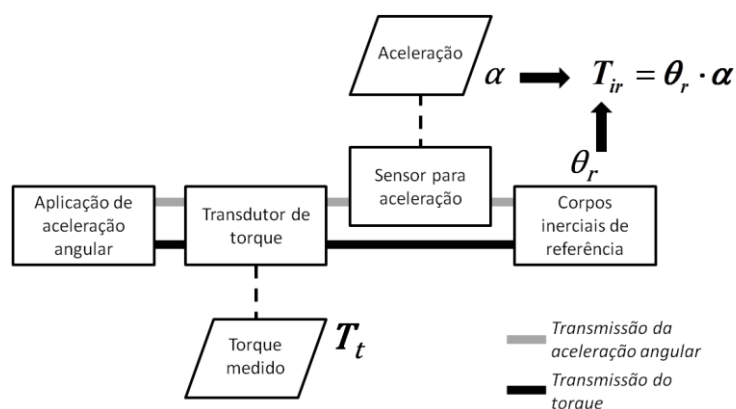 Aceleração
α
T_ir = θ_r · α
θ_r
Sensor para
aceleração
Aplicação de
aceleração
angular
Transdutor de
torque
Corpos
inerciais de
referência
Torque
medido
T_t
Transmissão da
aceleração angular
Transmissão do
torque